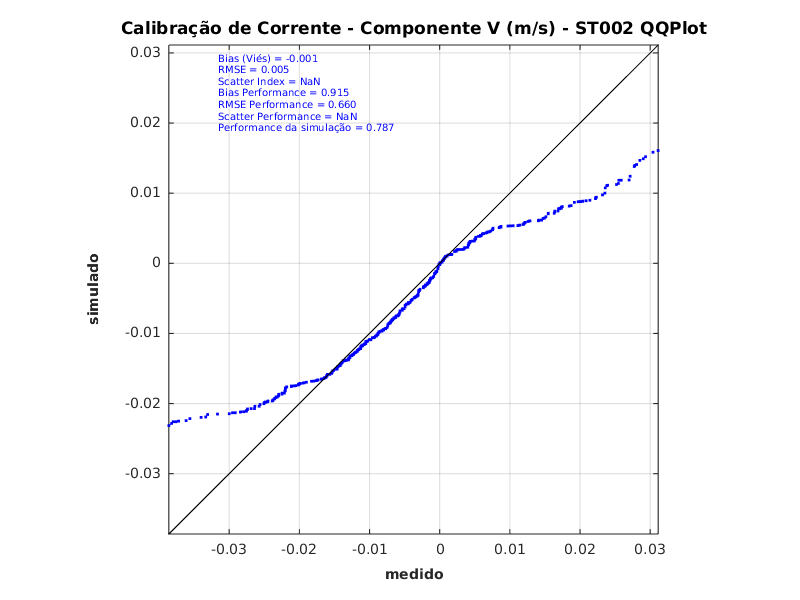 Calibração de Corrente - Componente V (m/s) - ST002 QQPlot
Bias (Viés) = -0.001
RMSE = 0.005
Scatter Index = NaN
Bias Performance = 0.915
RMSE Performance = 0.660
Scatter Performance = NaN
Performance da simulação = 0.787
0.03
0.02
0.01
0
-0.01
-0.02
-0.03
simulado
-0.03
-0.02
-0.01
0
0.01
0.02
0.03
medido